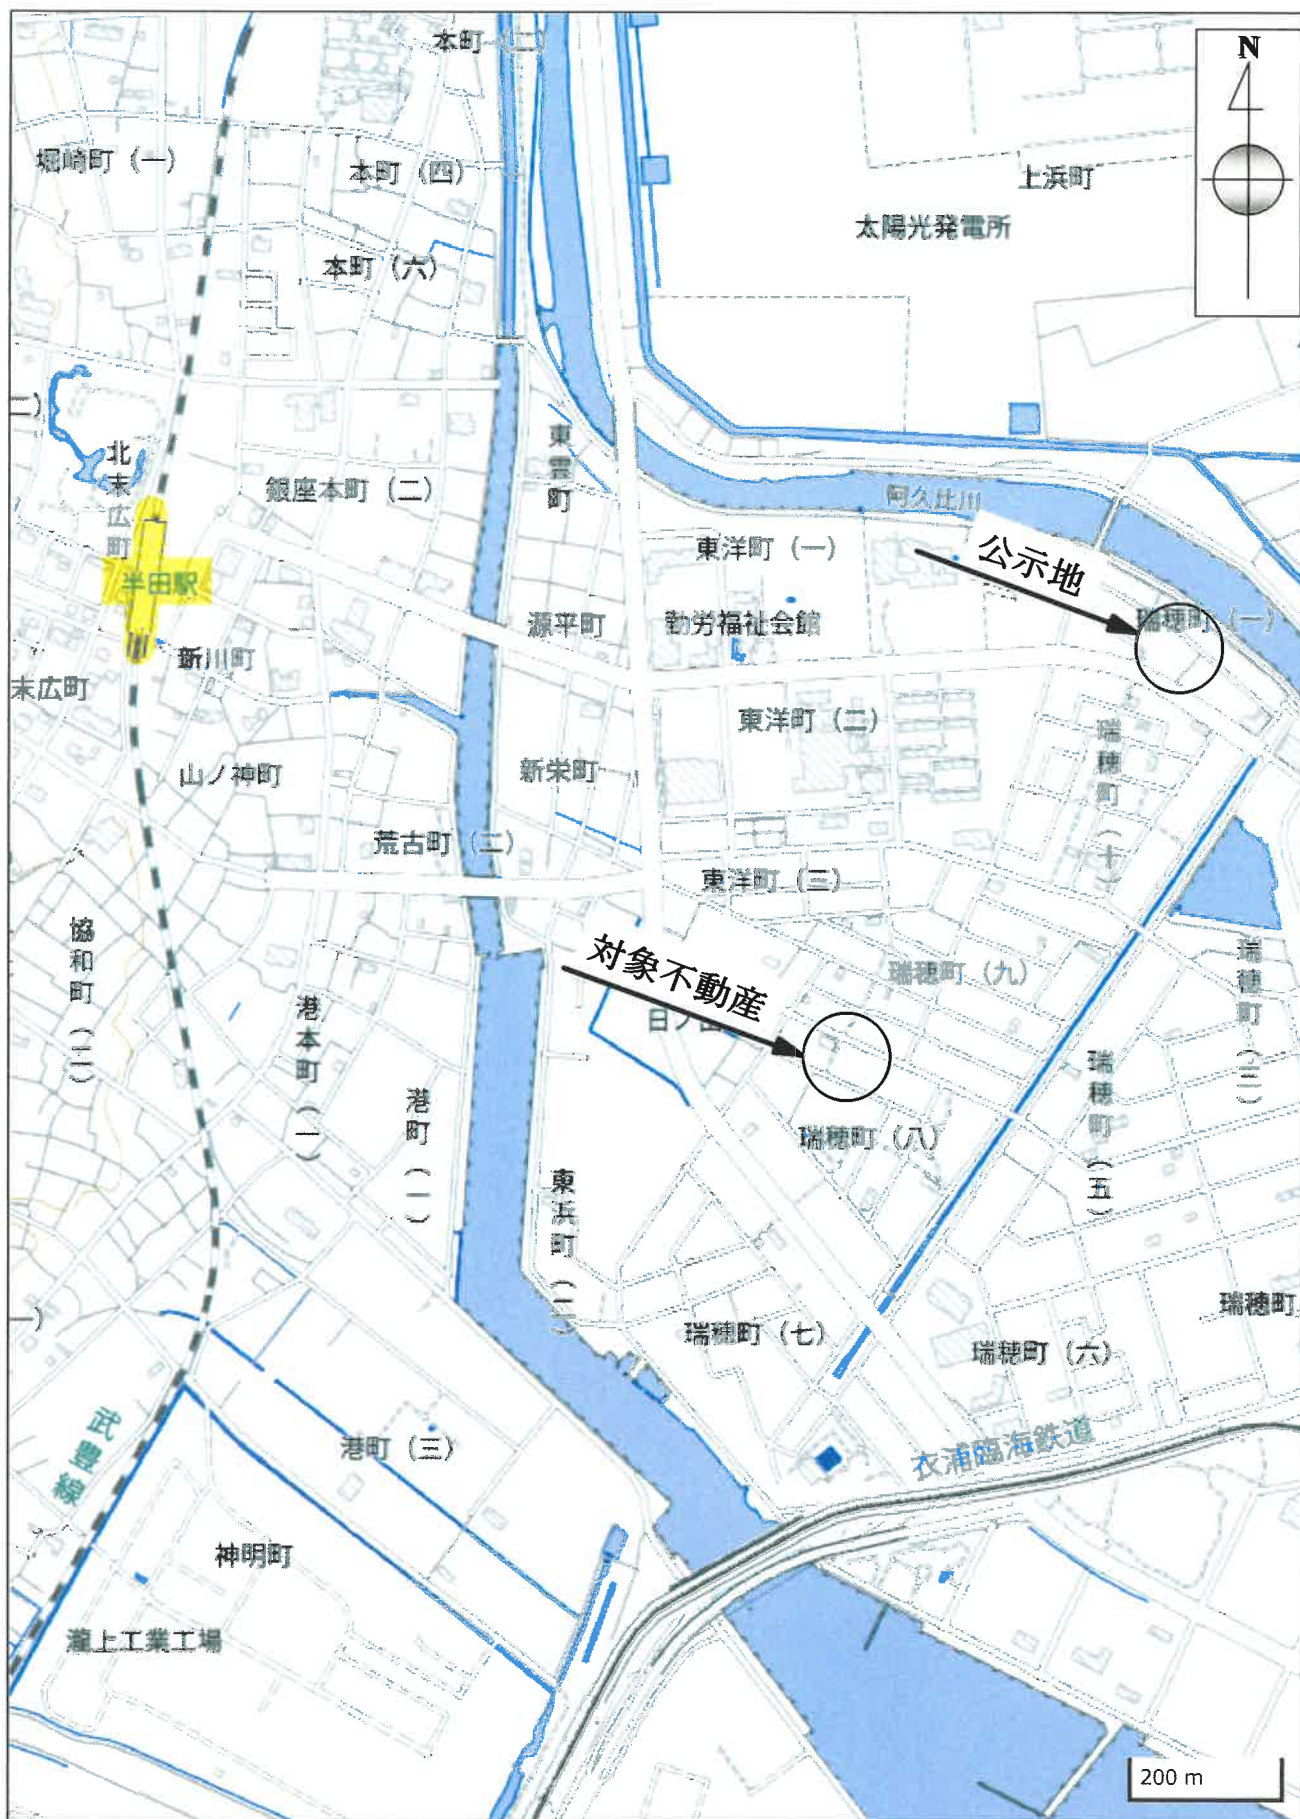 本町（二）
N
堀崎町（一）
本町（四）
上浜町
太陽光発電所
本町（六）
二）
北末広町
銀座本町（二）
東雲町
阿久比川
東洋町（一）
公示地
半田駅
源平町
勤労福祉会館
瑞穂町（一）
新川町
末広町
東洋町（二）
瑞穂町（十）
山ノ神町
新栄町
荒古町（二）
東洋町（三）
協和町（二）
対象不動産
瑞穂町（九）
瑞穂町（三）
港本町（一）
日ノ出
瑞穂町（五）
港町（一）
瑞穂町（八）
東浜町（二）
瑞穂町
一）
瑞穂町（七）
瑞穂町（六）
武豊線
港町（三）
衣浦臨海鉄道
神明町
瀧上工業工場
200 m